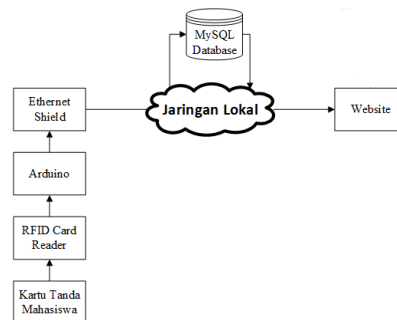 MySQL
Database
Ethernet
Shield
Jaringan Lokal
Website
Arduino
RFID Card
Reader
Kartu Tanda
Mahasiswa